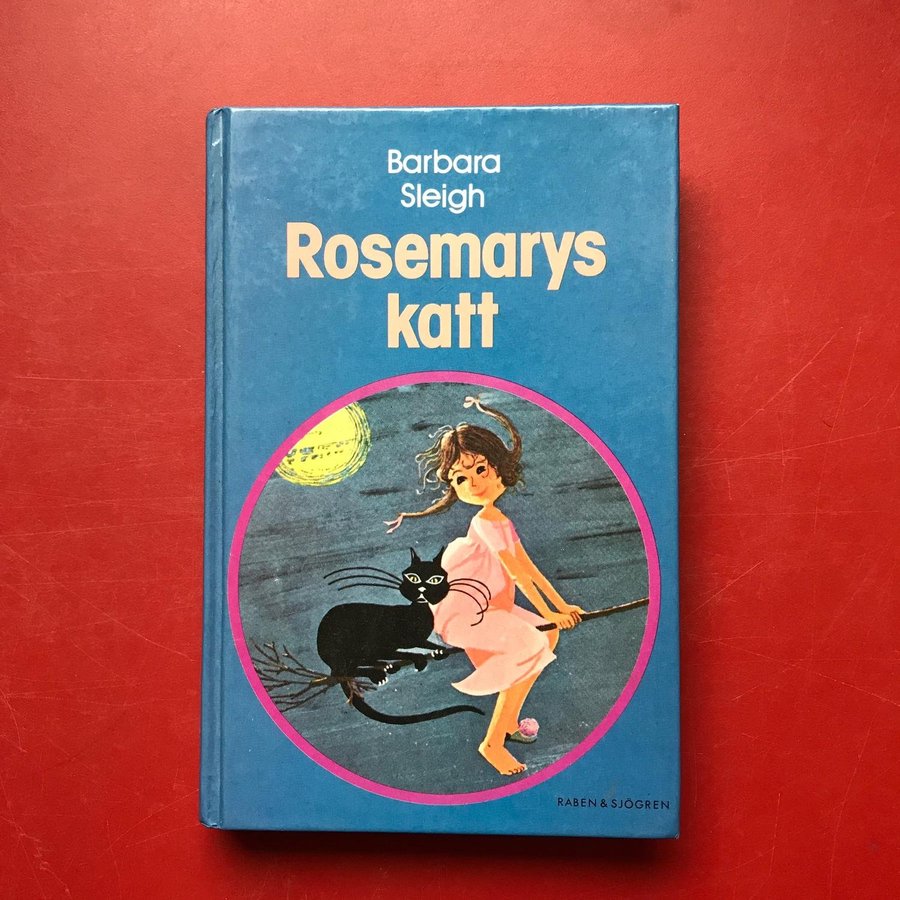 Barbara
Sleigh
Rosemarys
katt
RABEN & SJÖGREN